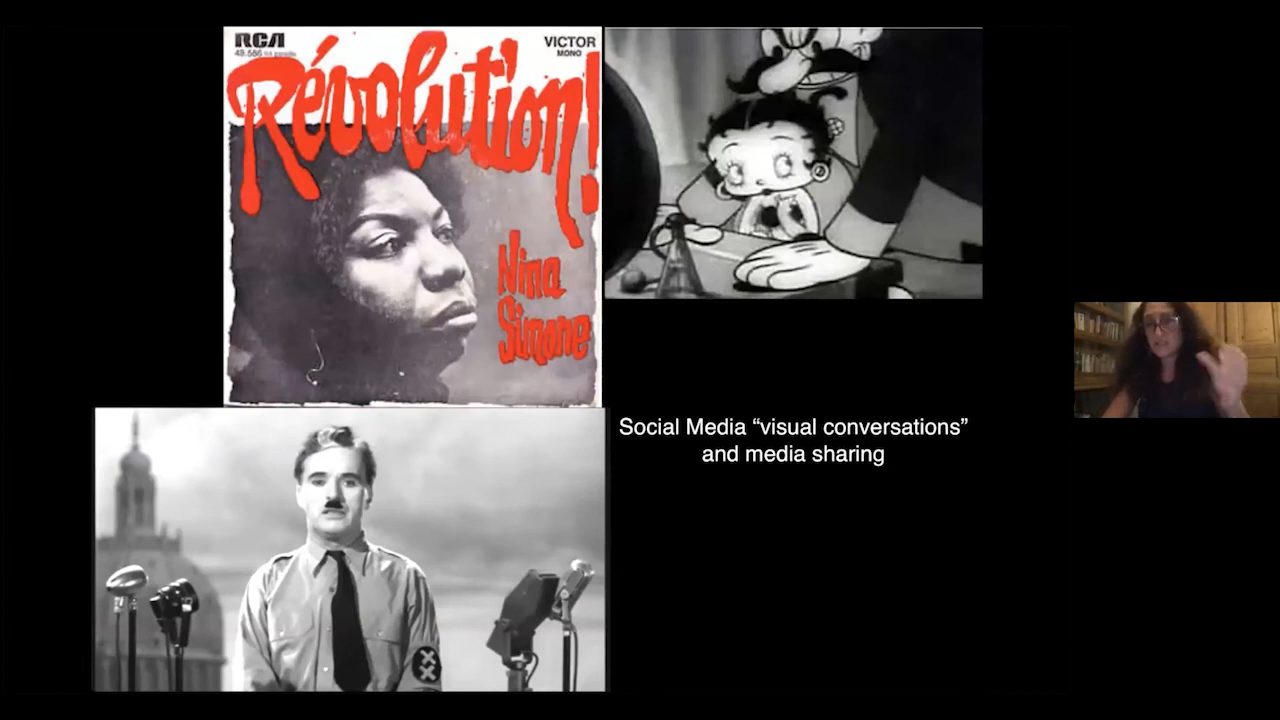 RCA
VICTOR
MONO
49.586
Révolution!
Nina
Simone
Social Media “visual conversations”
and media sharing